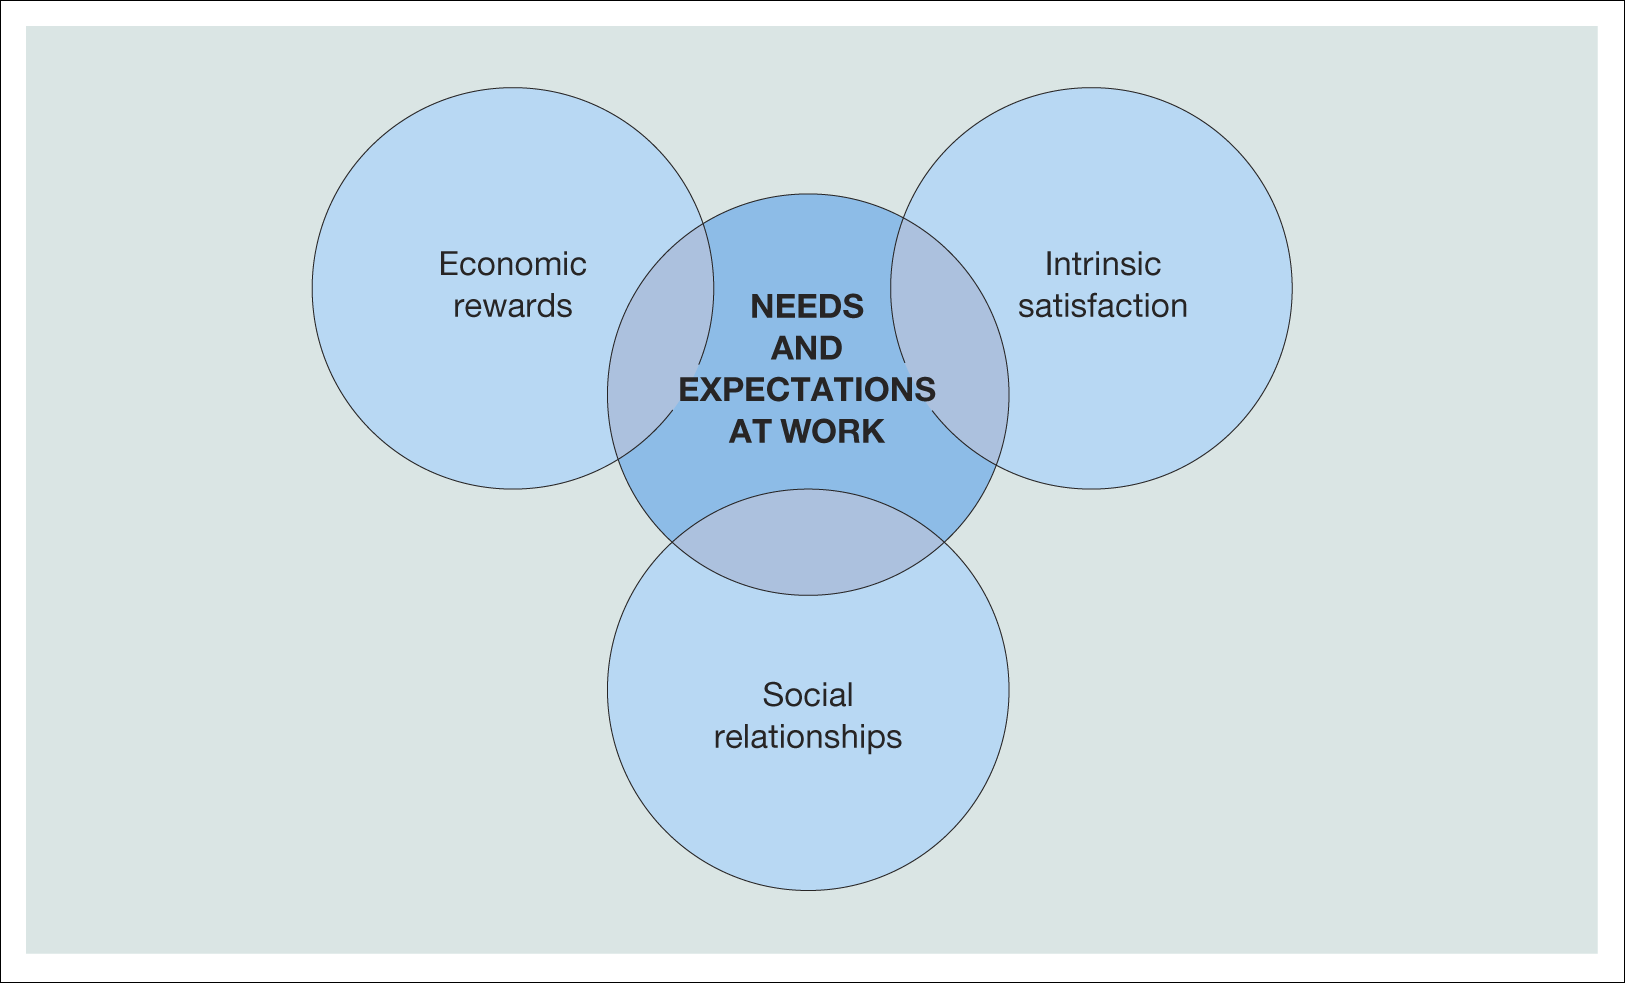 Economic
rewards
Intrinsic
satisfaction
NEEDS
AND
EXPECTATIONS
AT WORK
Social
relationships